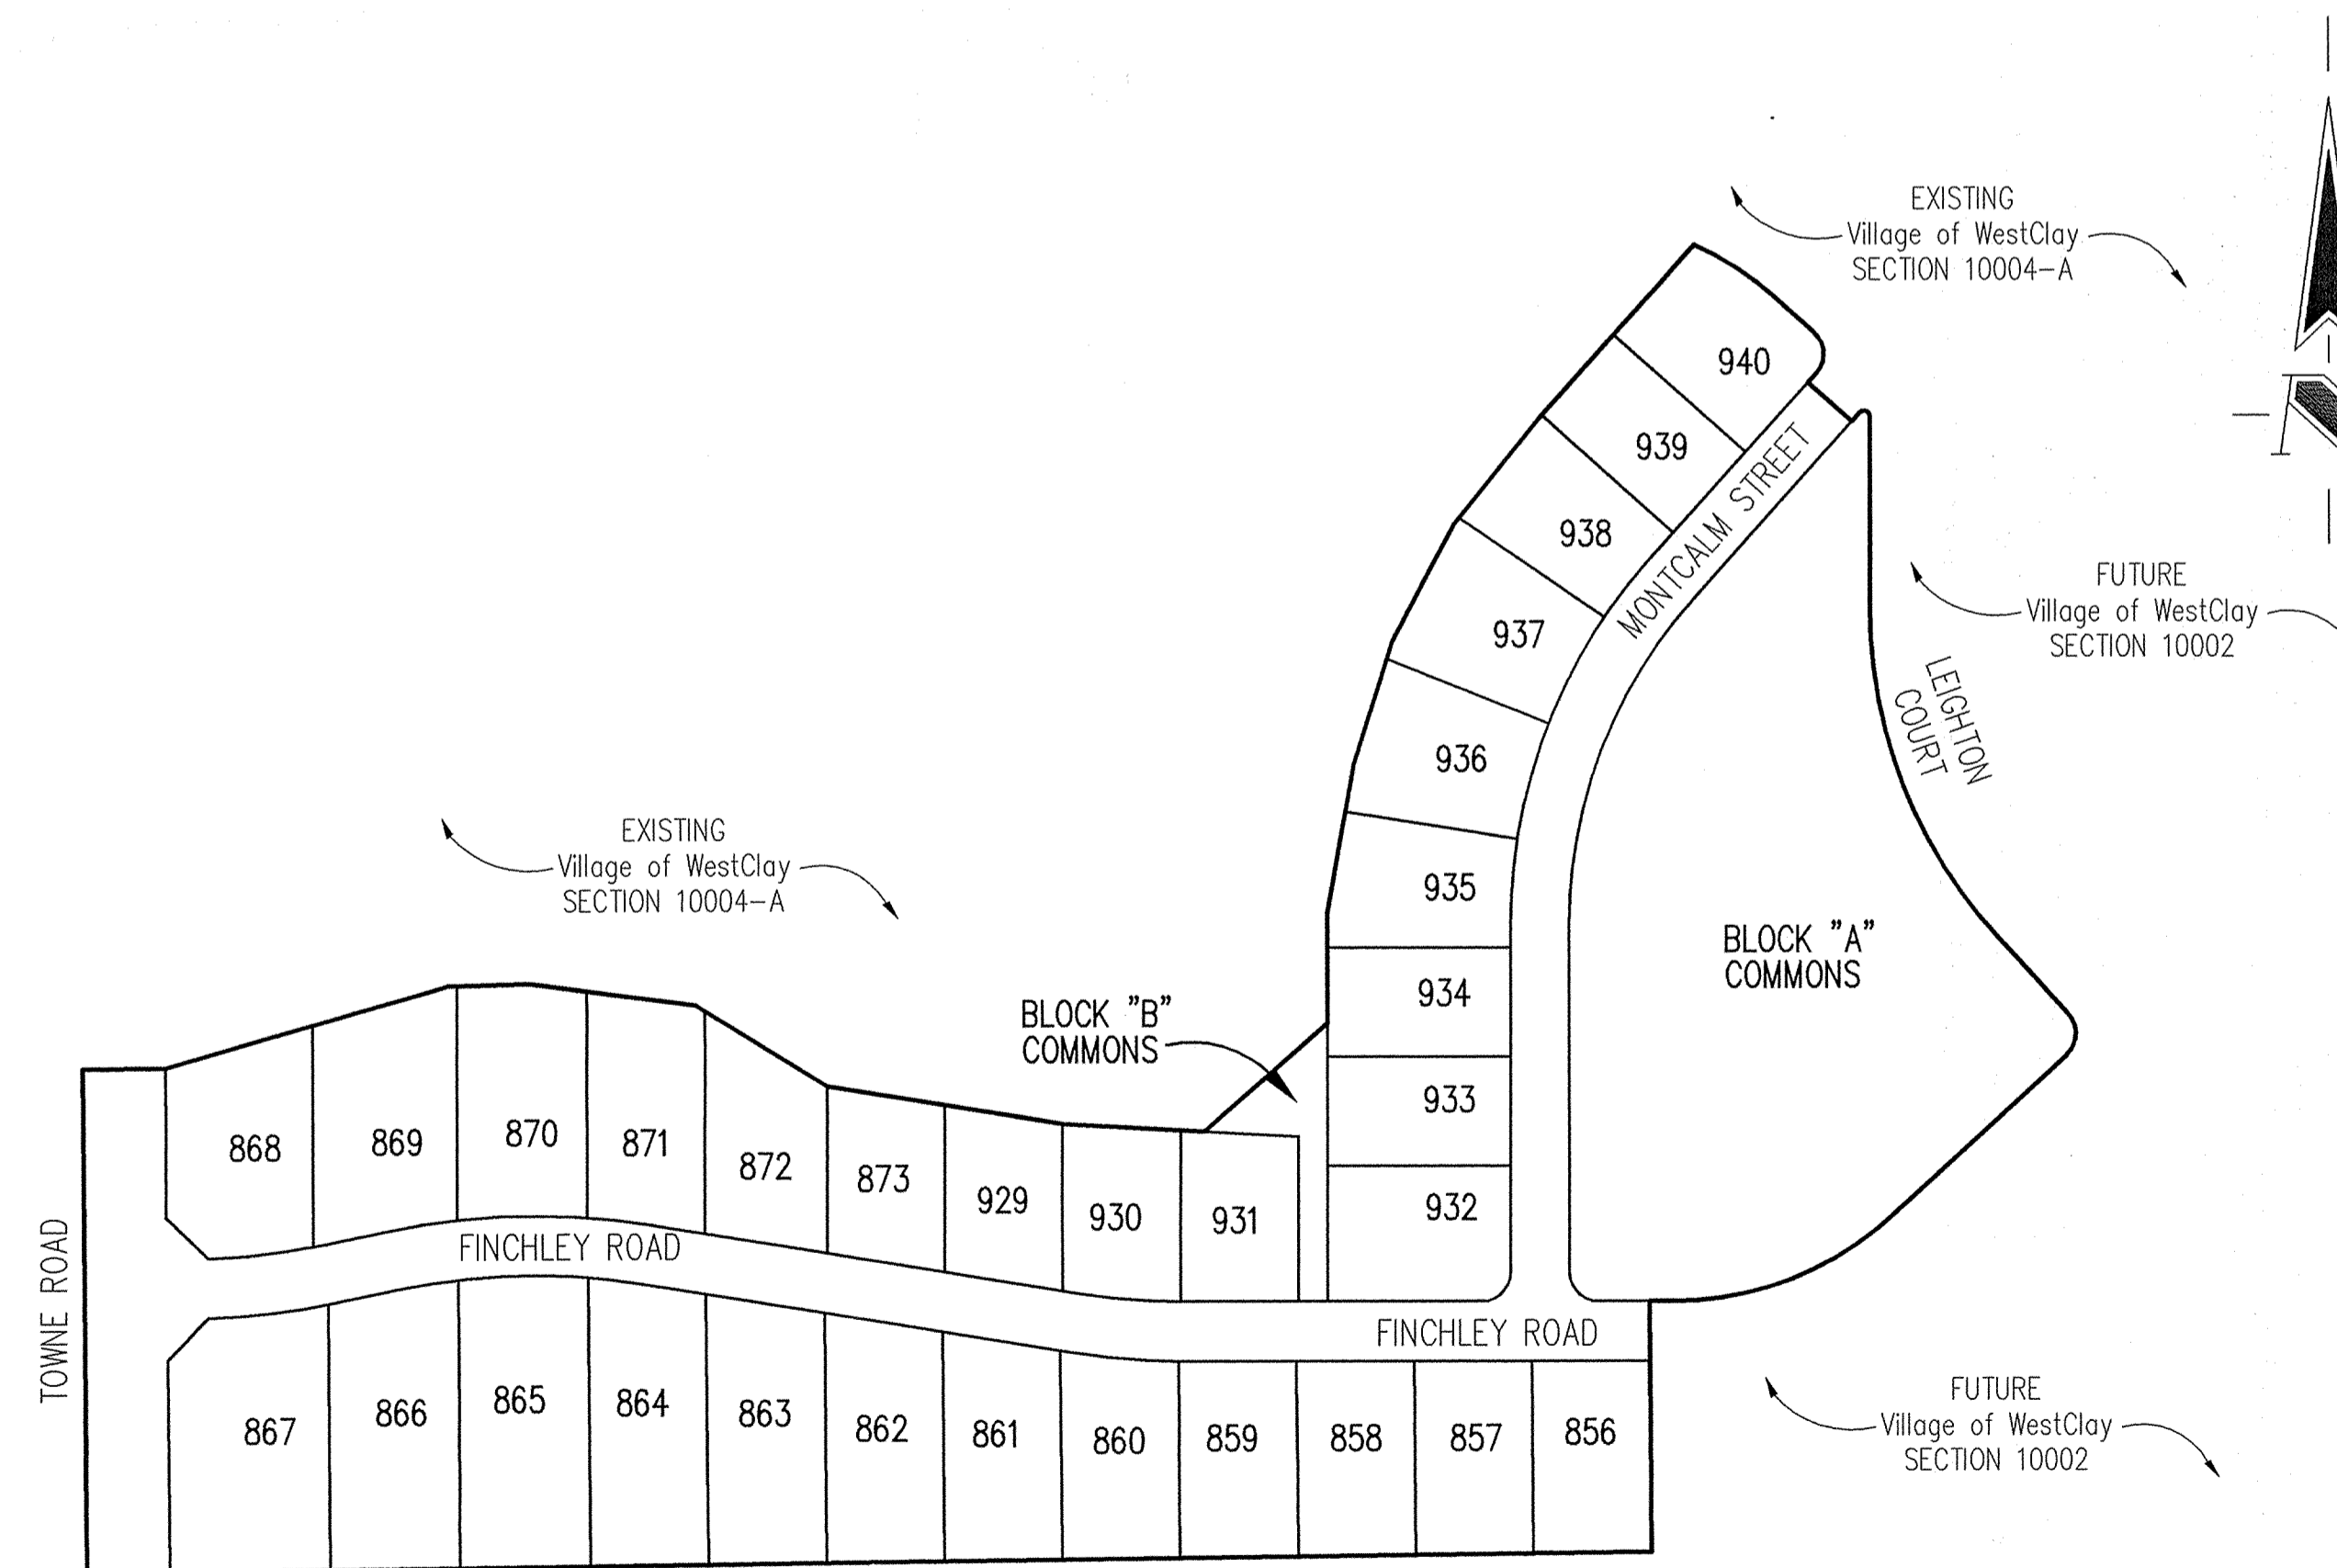 EXISTING
Village of WestClay
SECTION 10004-A
940
939
MONTCALM STREET
938
FUTURE
Village of WestClay
SECTION 10002
937
LEIGHTON
COURT
936
EXISTING
Village of WestClay
SECTION 10004-A
935
BLOCK "A"
COMMONS
934
BLOCK "B"
COMMONS
933
868
869
870
871
872
873
929
930
931
932
TOWNE ROAD
FINCHLEY ROAD
FINCHLEY ROAD
867
866
865
864
863
862
861
860
859
858
857
856
FUTURE
Village of WestClay
SECTION 10002